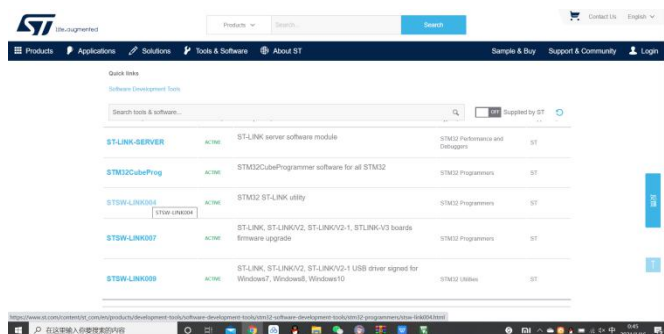 life.augmented
Products
Search...
Search
Contact Us
English
Products
Applications
Solutions
Tools & Software
About ST
Sample & Buy
Support & Community
Login
Quick links
Software Development Tools
Search tools & software...
OFF
Supplied by ST
ST-LINK-SERVER
ACTIVE
ST-LINK server software module
STM32 Performance and
Debuggers
ST
STM32CubeProg
ACTIVE
STM32CubeProgrammer software for all STM32
STM32 Programmers
ST
STSW-LINK004
ACTIVE
STM32 ST-LINK utility
STM32 Programmers
ST
STSW-LINK004
STSW-LINK007
ACTIVE
ST-LINK, ST-LINK/V2, ST-LINK/V2-1, STLINK-V3 boards
firmware upgrade
STM32 Programmers
ST
STSW-LINK009
ACTIVE
ST-LINK, ST-LINK/V2, ST-LINK/V2-1 USB driver signed for
Windows7, Windows8, Windows10
STM32 Utilities
ST
反馈
https://www.st.com/content/st_com/en/products/development-tools/software-development-tools/stm32-software-development-tools/stm32-programmers/stsw-link004.html
在这里输入你要搜索的内容
中
0:45